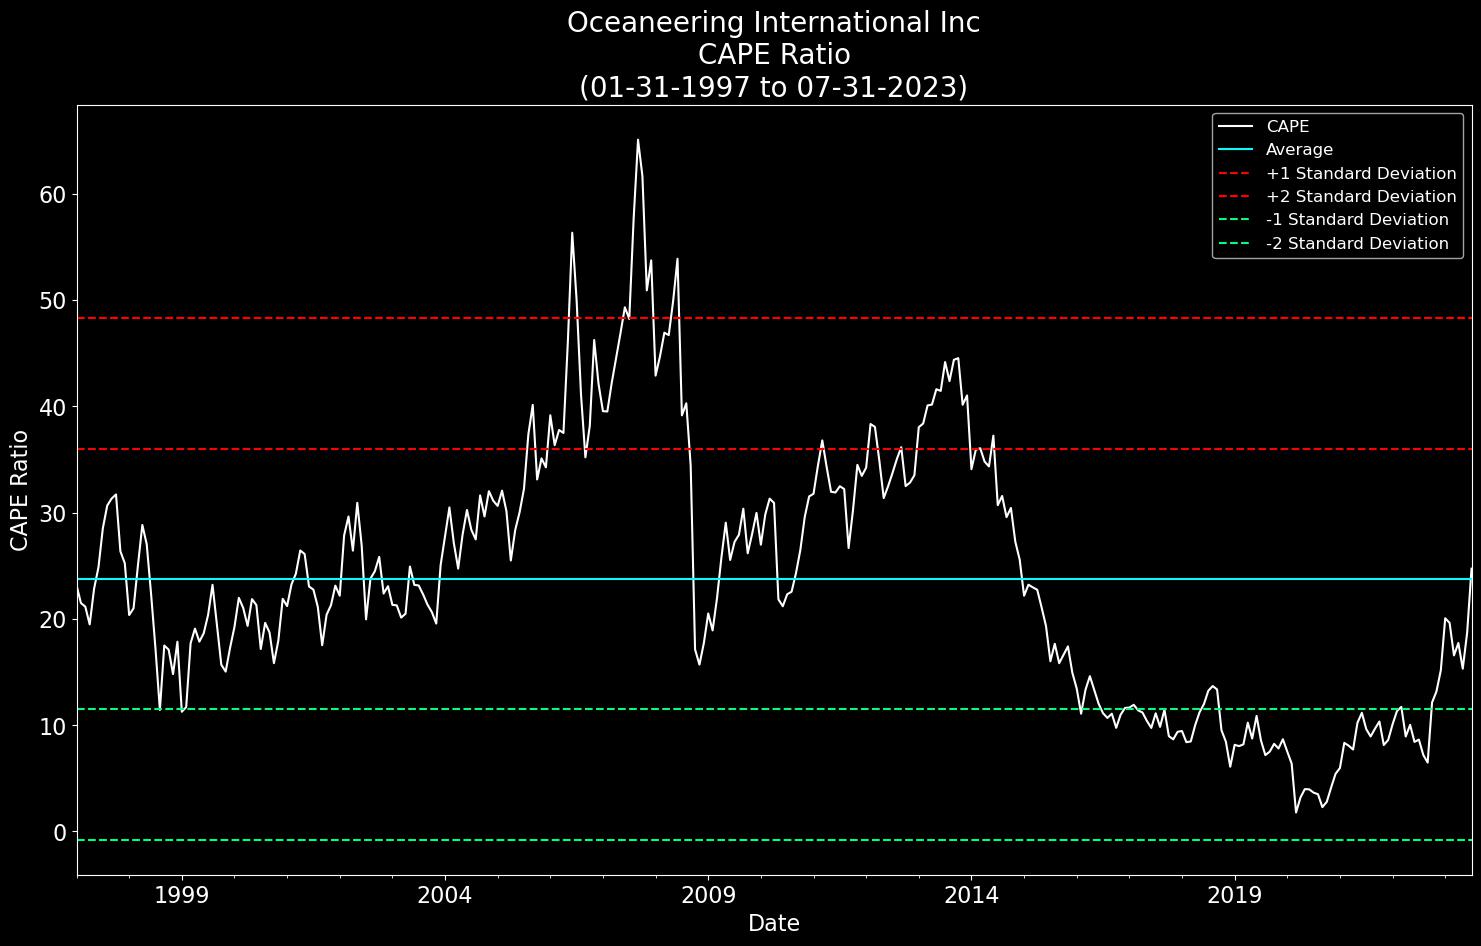 Oceaneering International Inc
CAPE Ratio
(01-31-1997 to 07-31-2023)
CAPE
Average
+1 Standard Deviation
+2 Standard Deviation
-1 Standard Deviation
-2 Standard Deviation
CAPE Ratio
60
50
40
30
20
10
0
1999 2004 2009 2014 2019
Date